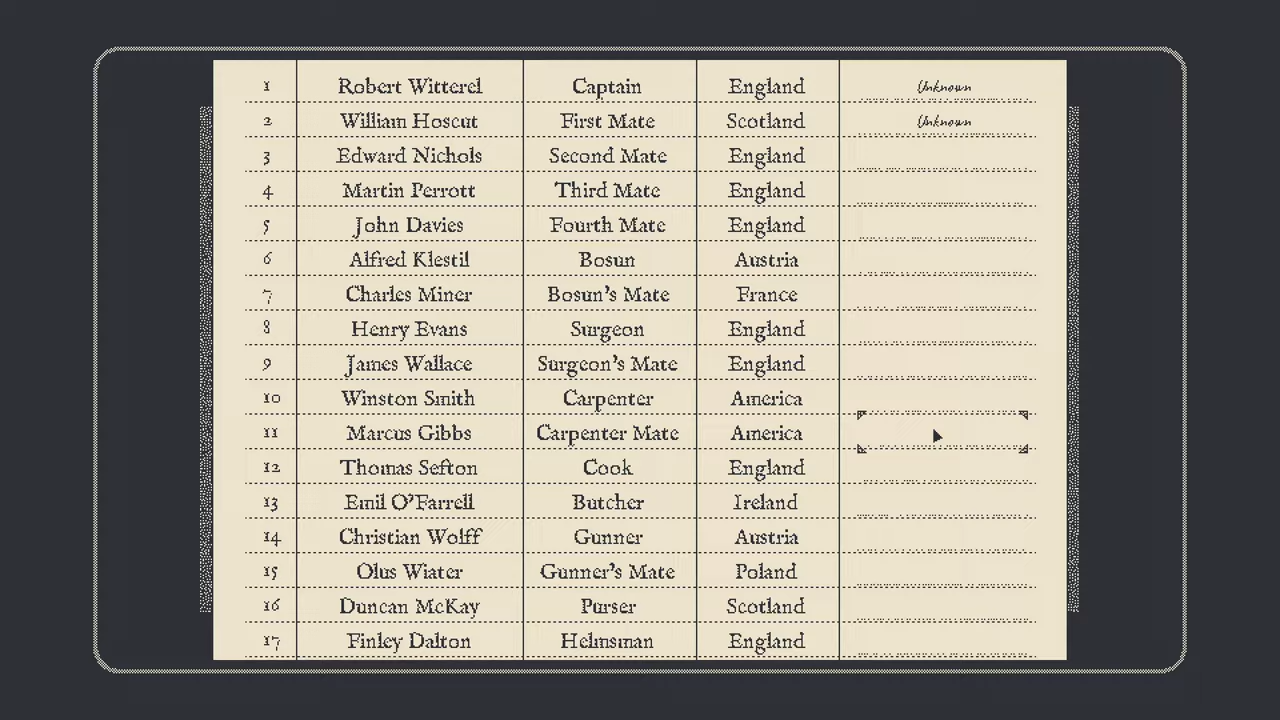 1 Robert Witterel Captain England Unknown
2 William Hoscut First Mate Scotland Unknown
3 Edward Nichols Second Mate England
4 Martin Perrott Third Mate England
5 John Davies Fourth Mate England
6 Alfred Klestil Bosun Austria
7 Charles Miner Bosun's Mate France
8 Henry Evans Surgeon England
9 James Wallace Surgeon's Mate England
10 Winston Smith Carpenter America
11 Marcus Gibbs Carpenter Mate America
12 Thomas Sefton Cook England
13 Emil O'Farrell Butcher Ireland
14 Christian Wolff Gunner Austria
15 Olus Wiater Gunner's Mate Poland
16 Duncan McKay Purser Scotland
17 Finley Dalton Helmsman England